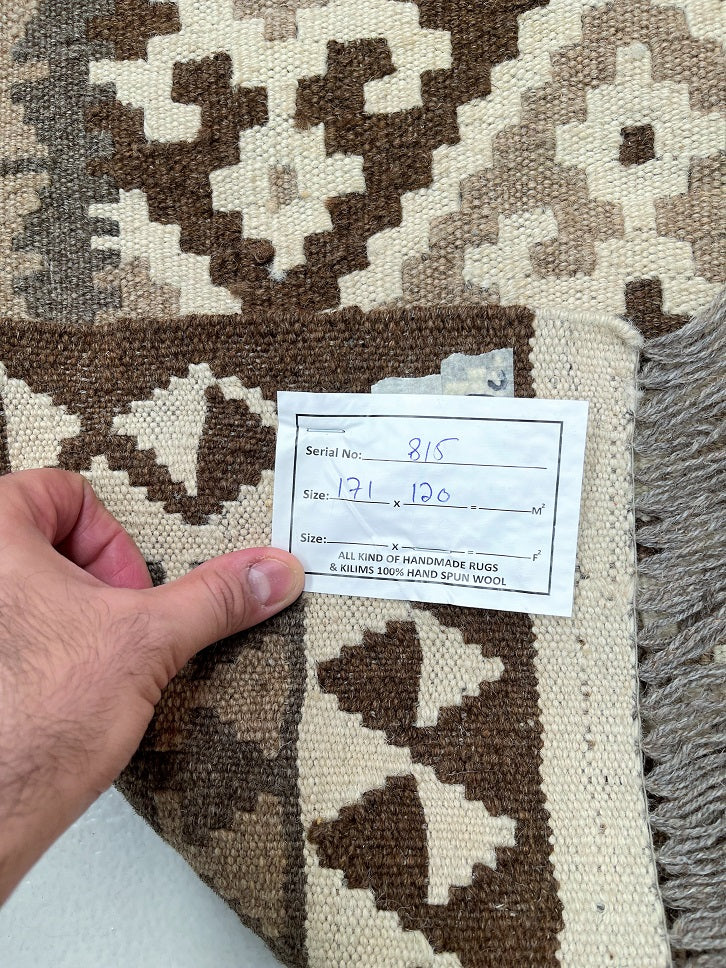 Serial No: 815
Size: 171 x 120 = M²
Size: x = F²
ALL KIND OF HANDMADE RUGS
& KILIMS 100% HAND SPUN WOOL